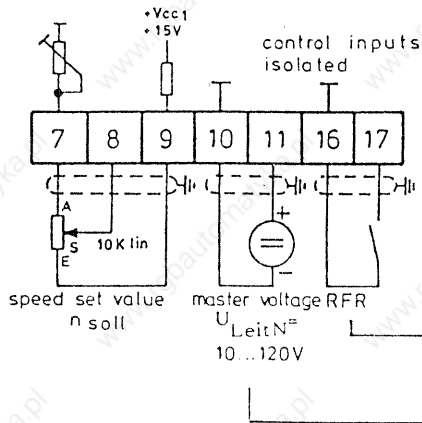 +Vcc1
+15V
control inputs
isolated
7 8 9 10 11 16 17
A
S
E
10K lin
+
-
speed set value
n soll
master voltage RFR
U LeitN=
10...120V